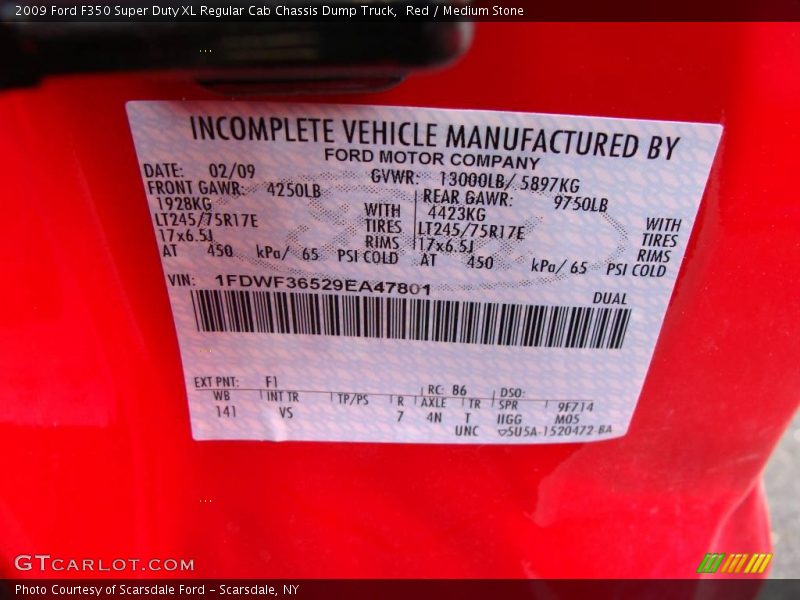 2009 Ford F350 Super Duty XL Regular Cab Chassis Dump Truck,  Red / Medium Stone
INCOMPLETE VEHICLE MANUFACTURED BY
FORD MOTOR COMPANY
DATE: 02/09 GVWR: 13000LB/ 5897KG
FRONT GAWR: 4250LB REAR GAWR: 9750LB
1928KG WITH 4423KG WITH
LT245/75R17E TIRES LT245/75R17E TIRES
17x6.5J RIMS 17x6.5J RIMS
AT 450 kPa/ 65 PSI COLD AT 450 kPa/ 65 PSI COLD
VIN: 1FDWF36529EA47801
DUAL
EXT PNT: F1 RC: 86 DSO:
WB INT TR TP/PS R AXLE TR SPR 9F714
141 VS 7 4N T IIGG M05
UNC 5U5A-1520472-BA
GTCARLOT.COM
Photo Courtesy of Scarsdale Ford - Scarsdale, NY